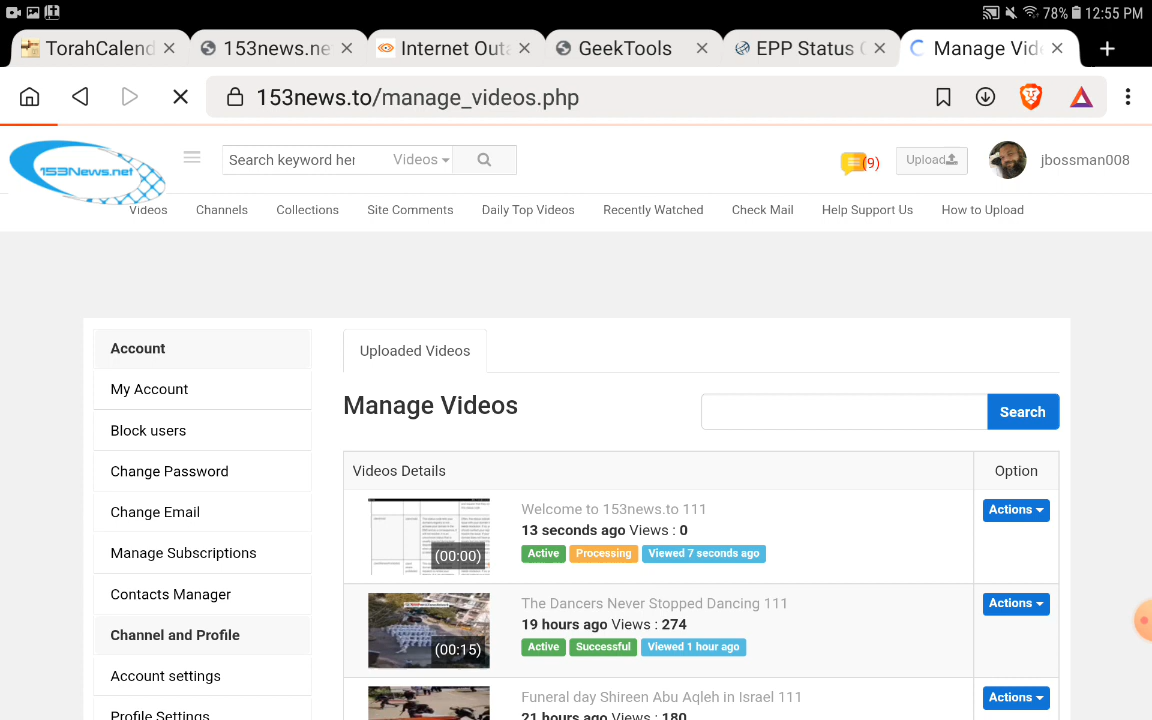 78% 12:55 PM
TorahCalend 153news.ne Internet Outa GeekTools EPP Status C Manage Vid
153news.to/manage_videos.php
153News.net
Search keyword her Videos (9) Upload jbossman008
Videos Channels Collections Site Comments Daily Top Videos Recently Watched Check Mail Help Support Us How to Upload
Account
Uploaded Videos
My Account
Manage Videos
Search
Block users
Change Password
Videos Details Option
Change Email
Welcome to 153news.to 111
Actions
13 seconds ago Views : 0
Active Processing Viewed 7 seconds ago
(00:00)
Manage Subscriptions
Contacts Manager
The Dancers Never Stopped Dancing 111
Actions
19 hours ago Views : 274
Active Successful Viewed 1 hour ago
(00:15)
Channel and Profile
Account settings
Funeral day Shireen Abu Aqleh in Israel 111
Actions
Profile Settings
21 hours ago Views : 180